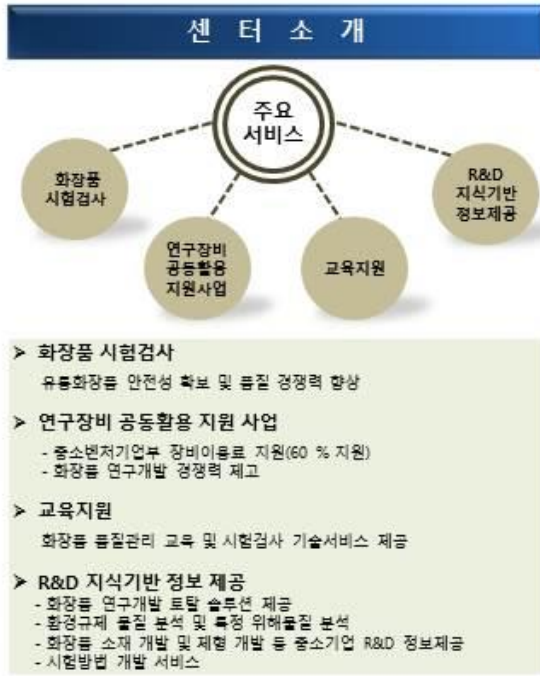 센 터 소 개
주요
서비스
화장품
시험검사
연구장비
공동활용
지원사업
교육지원
R&D
지식기반
정보제공
➤ 화장품 시험검사
유통화장품 안전성 확보 및 품질 경쟁력 향상
➤ 연구장비 공동활용 지원 사업
- 중소벤처기업부 장비이용료 지원(60 % 지원)
- 화장품 연구개발 경쟁력 제고
➤ 교육지원
화장품 품질관리 교육 및 시험검사 기술서비스 제공
➤ R&D 지식기반 정보 제공
- 화장품 연구개발 토탈 솔루션 제공
- 환경규제 물질 분석 및 특정 위해물질 분석
- 화장품 소재 개발 및 제형 개발 등 중소기업 R&D 정보제공
- 시험방법 개발 서비스